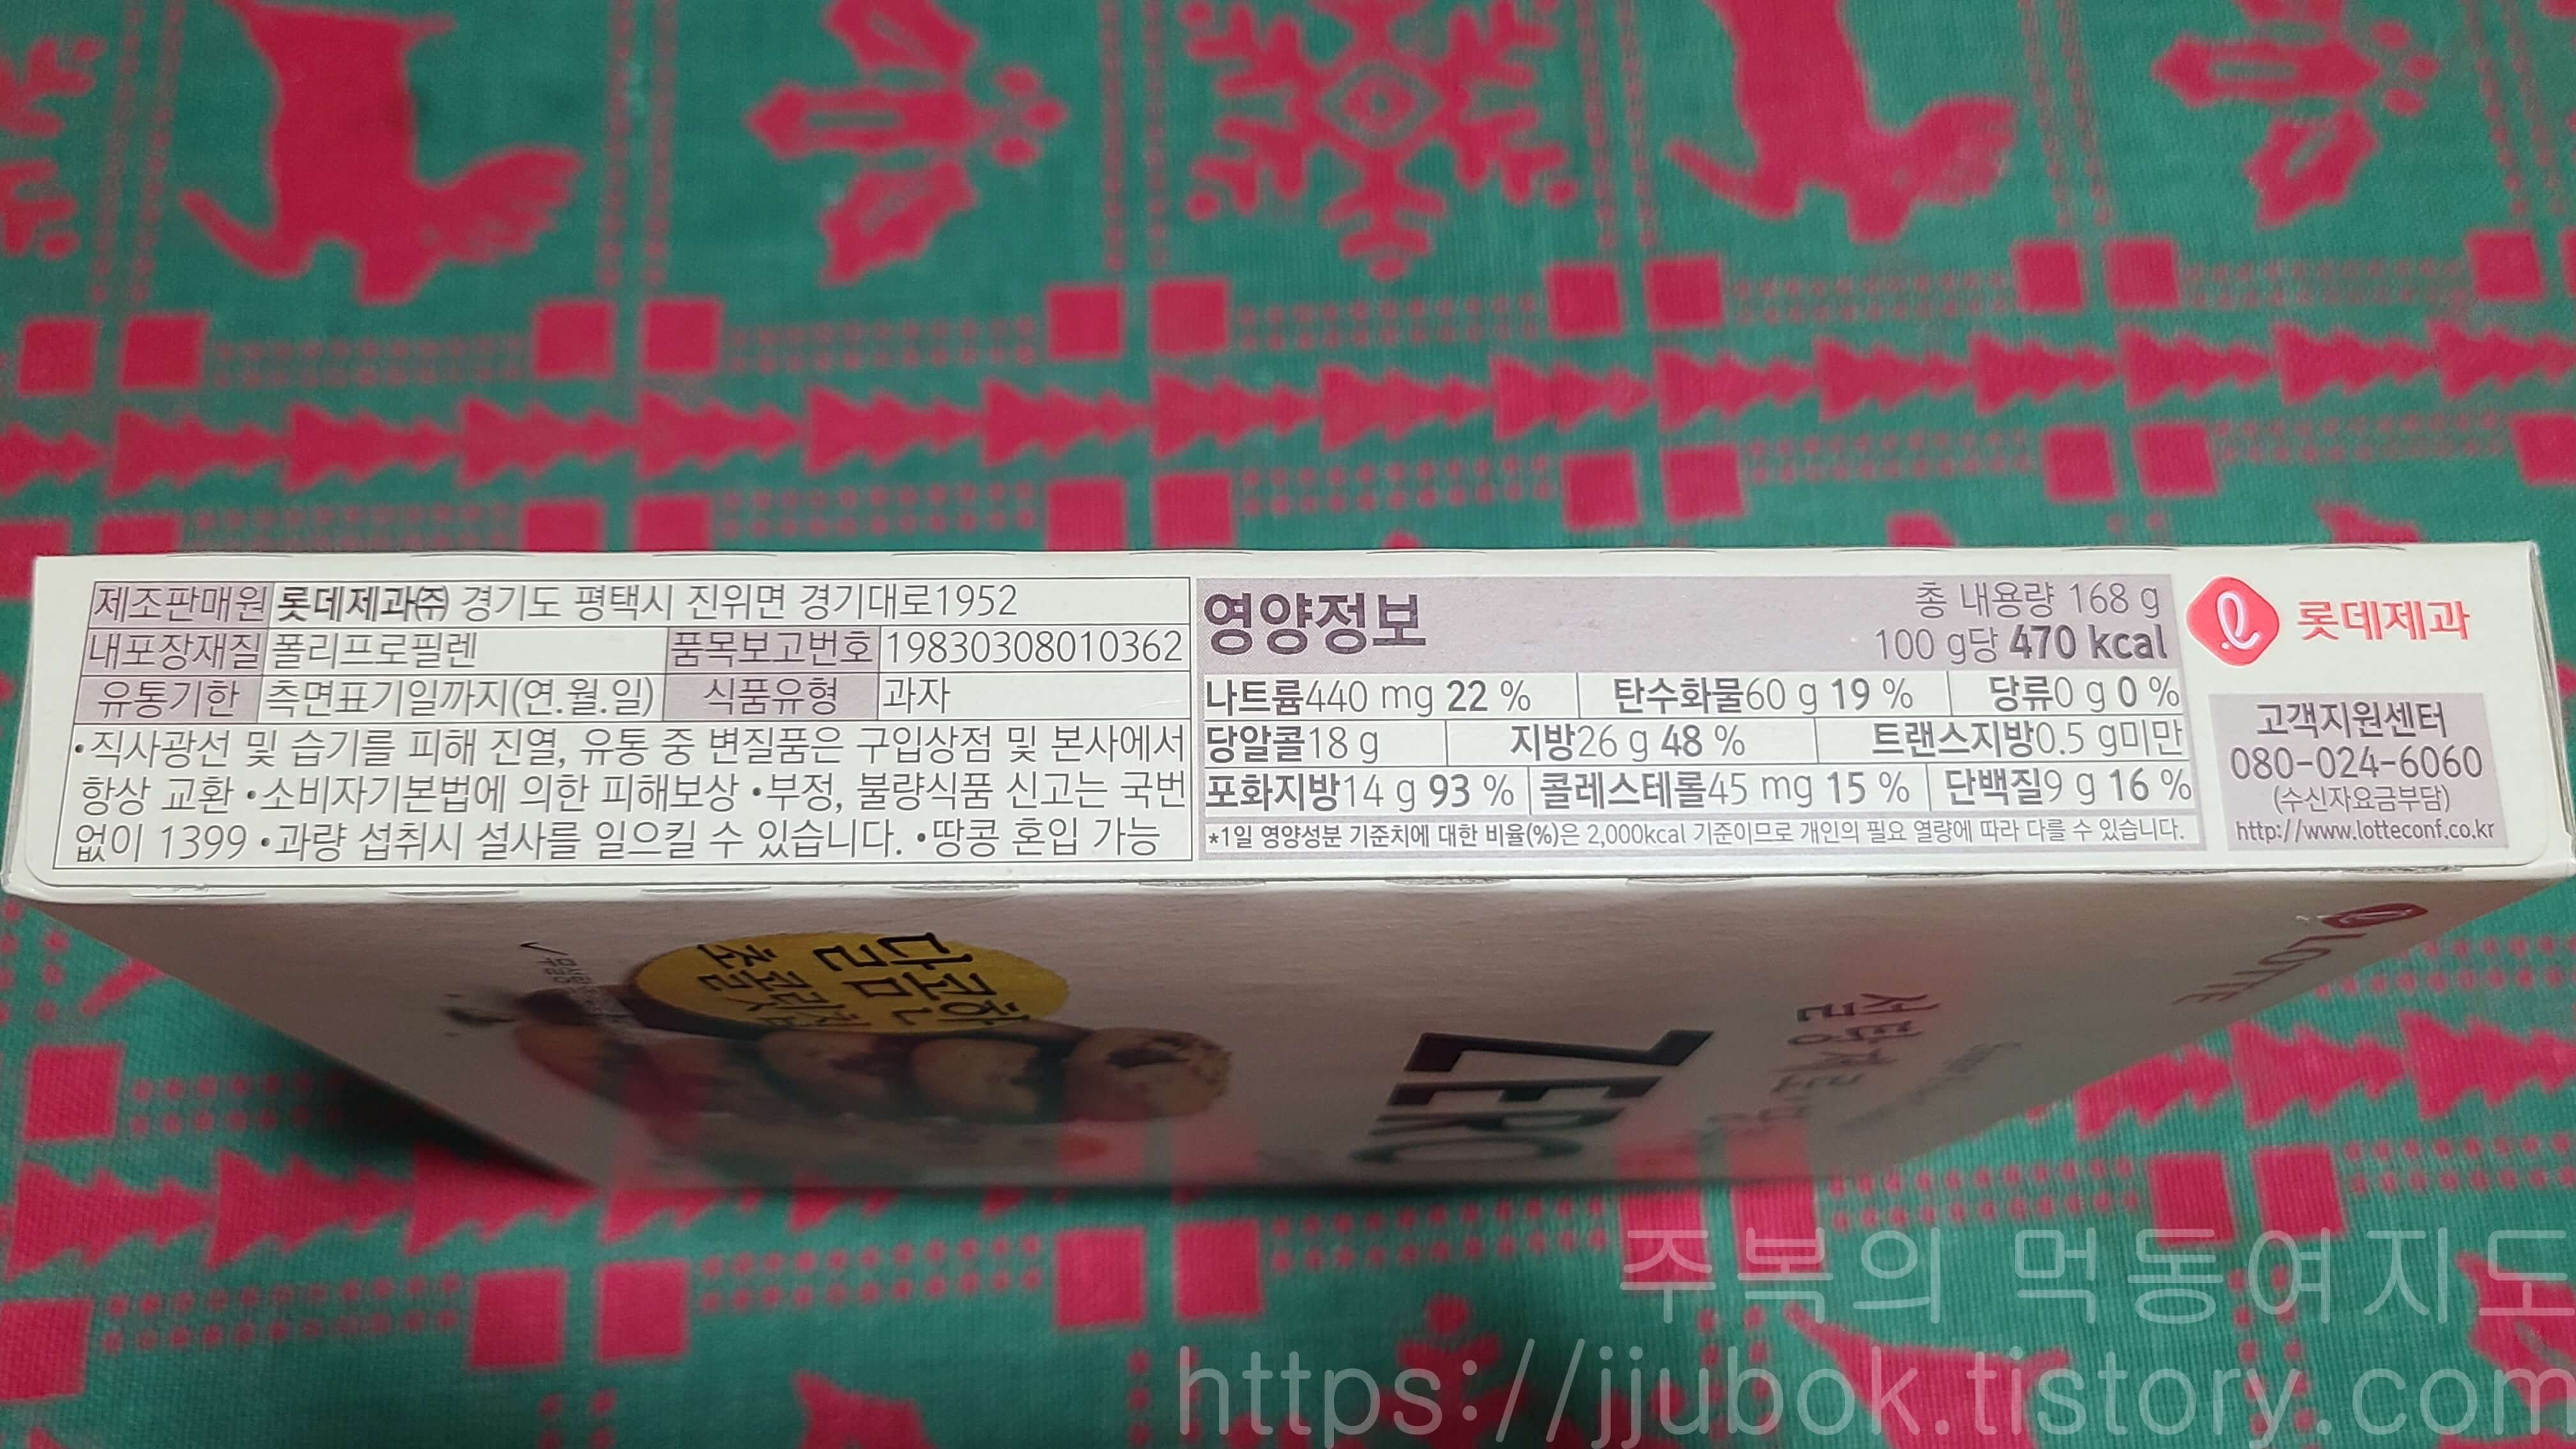 제조판매원 롯데제과㈜ 경기도 평택시 진위면 경기대로1952
내포장재질 폴리프로필렌 품목보고번호 19830308010362
유통기한 측면표기일까지(연.월.일) 식품유형 과자
•직사광선 및 습기를 피해 진열, 유통 중 변질품은 구입상점 및 본사에서
항상 교환 •소비자기본법에 의한 피해보상 •부정, 불량식품 신고는 국번
없이 1399 •과량 섭취시 설사를 일으킬 수 있습니다. •땅콩 혼입 가능
영양정보
총 내용량 168 g
100 g당 470 kcal
나트륨440 mg 22 % 탄수화물60 g 19 % 당류0 g 0 %
당알콜18 g 지방26 g 48 % 트랜스지방0.5 g미만
포화지방14 g 93 % 콜레스테롤45 mg 15 % 단백질9 g 16 %
*1일 영양성분 기준치에 대한 비율(%)은 2,000kcal 기준이므로 개인의 필요 열량에 따라 다를 수 있습니다.
롯데제과
고객지원센터
080-024-6060
(수신자요금부담)
http://www.lotteconf.co.kr
LOTTE
ZERO
달콤한
초콜릿칩
주복의 먹동여지도
https://jjubok.tistory.com